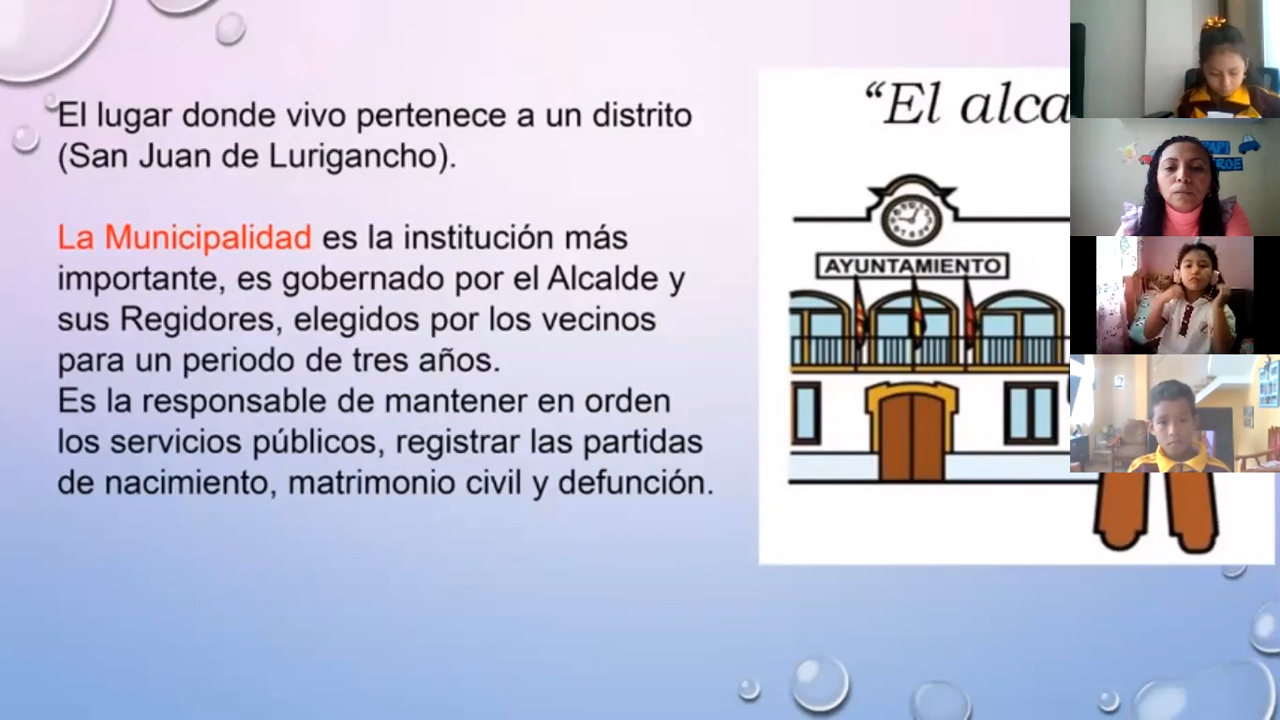 El lugar donde vivo pertenece a un distrito
(San Juan de Lurigancho).
La Municipalidad es la institución más
importante, es gobernado por el Alcalde y
sus Regidores, elegidos por los vecinos
para un periodo de tres años.
Es la responsable de mantener en orden
los servicios públicos, registrar las partidas
de nacimiento, matrimonio civil y defunción.
“El alca
AYUNTAMIENTO
PAPI